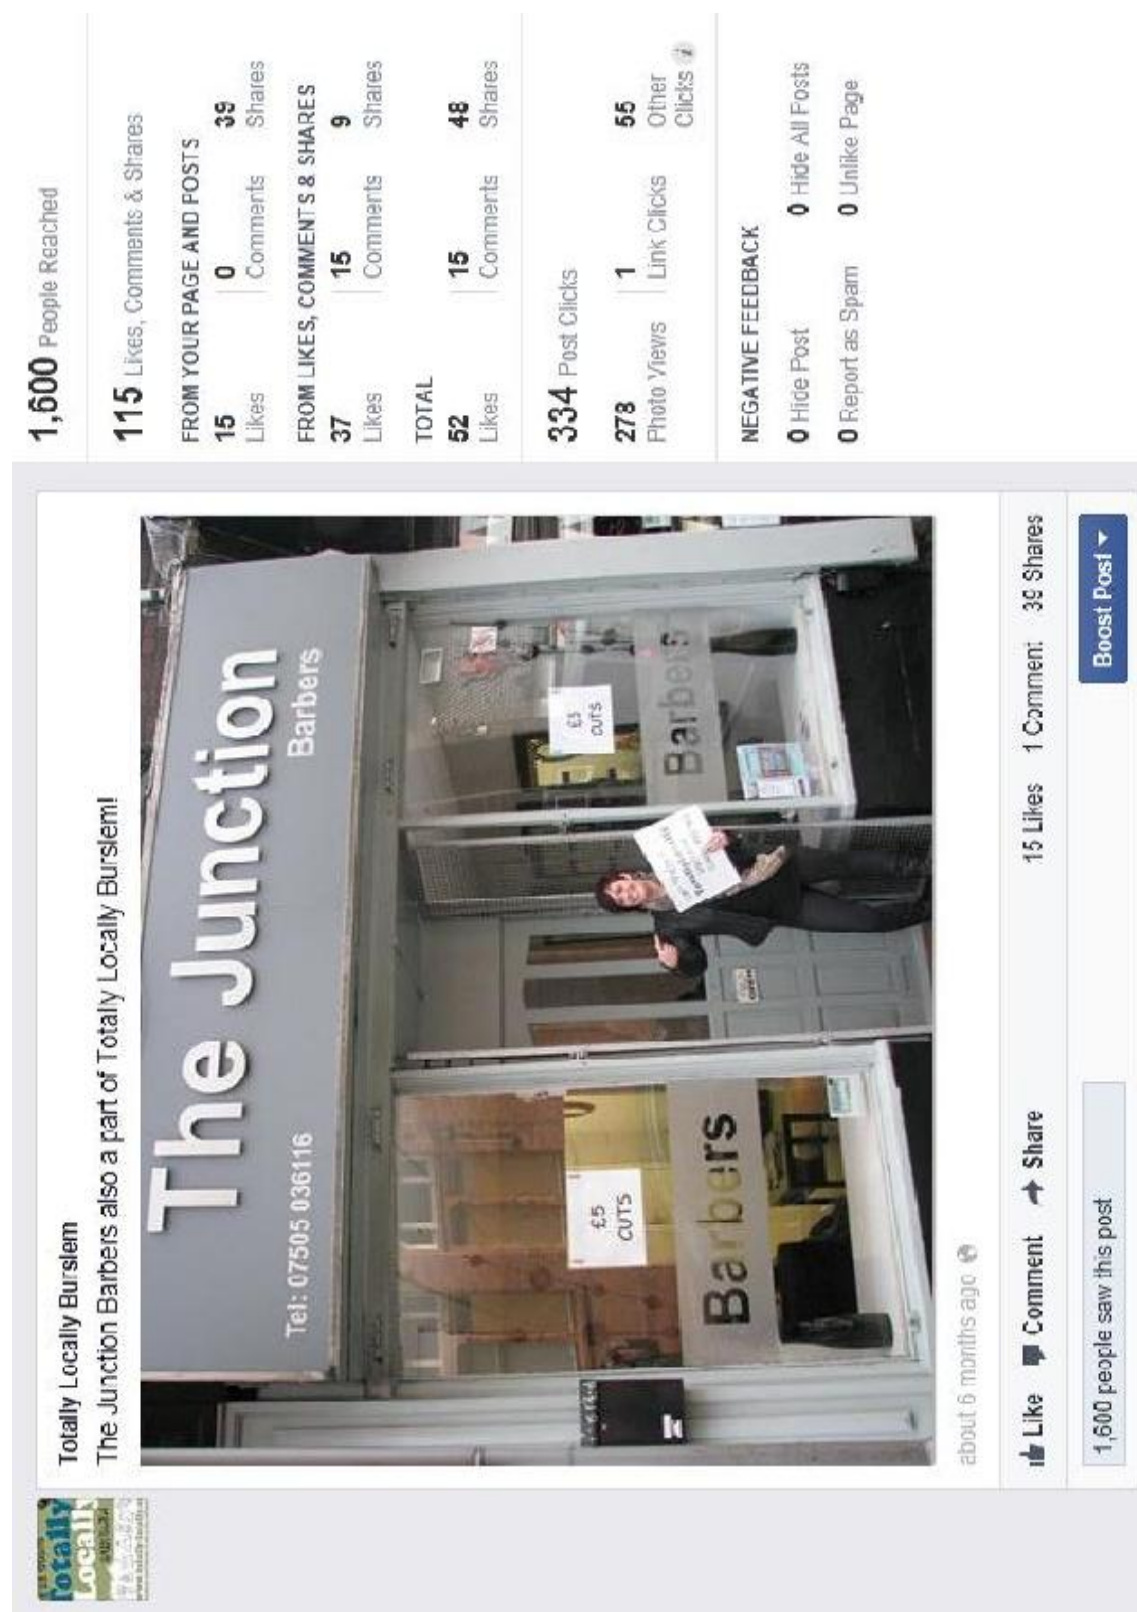 Totally
Locally
Totally Locally Burslem
The Junction Barbers also a part of Totally Locally Burslem!
The Junction
Barbers
Tel: 07505 036116
£5
CUTS
Barbers
£5
CUTS
Barbers
about 6 months ago
Like Comment Share
15 Likes 1 Comment 39 Shares
1,600 people saw this post
Boost Post
1,600 People Reached
115 Likes, Comments & Shares
FROM YOUR PAGE AND POSTS
15 0 39
Likes Comments Shares
FROM LIKES, COMMENTS & SHARES
37 15 9
Likes Comments Shares
TOTAL
52 15 48
Likes Comments Shares
334 Post Clicks
278 1 55
Photo Views Link Clicks Other
Clicks
NEGATIVE FEEDBACK
0 Hide Post 0 Hide All Posts
0 Report as Spam 0 Unlike Page